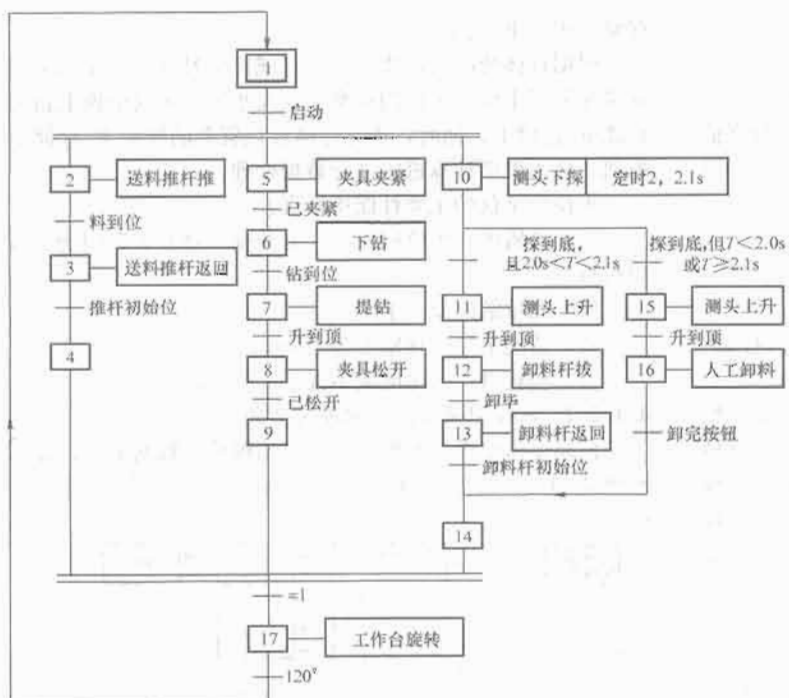 1
启动
2
送料推杆推
料到位
3
送料推杆返回
推杆初始位
4
5
夹具夹紧
已夹紧
6
下钻
钻到位
7
提钻
升到顶
8
夹具松开
已松开
9
10
测头下探
定时2,2.1s
探到底,
且2.0s<T<2.1s
11
测头上升
升到顶
12
卸料杆拨
卸毕
13
卸料杆返回
卸料杆初始位
14
探到底,但T<2.0s
或T≥2.1s
15
测头上升
升到顶
16
人工卸料
卸完按钮
=1
17
工作台旋转
120°